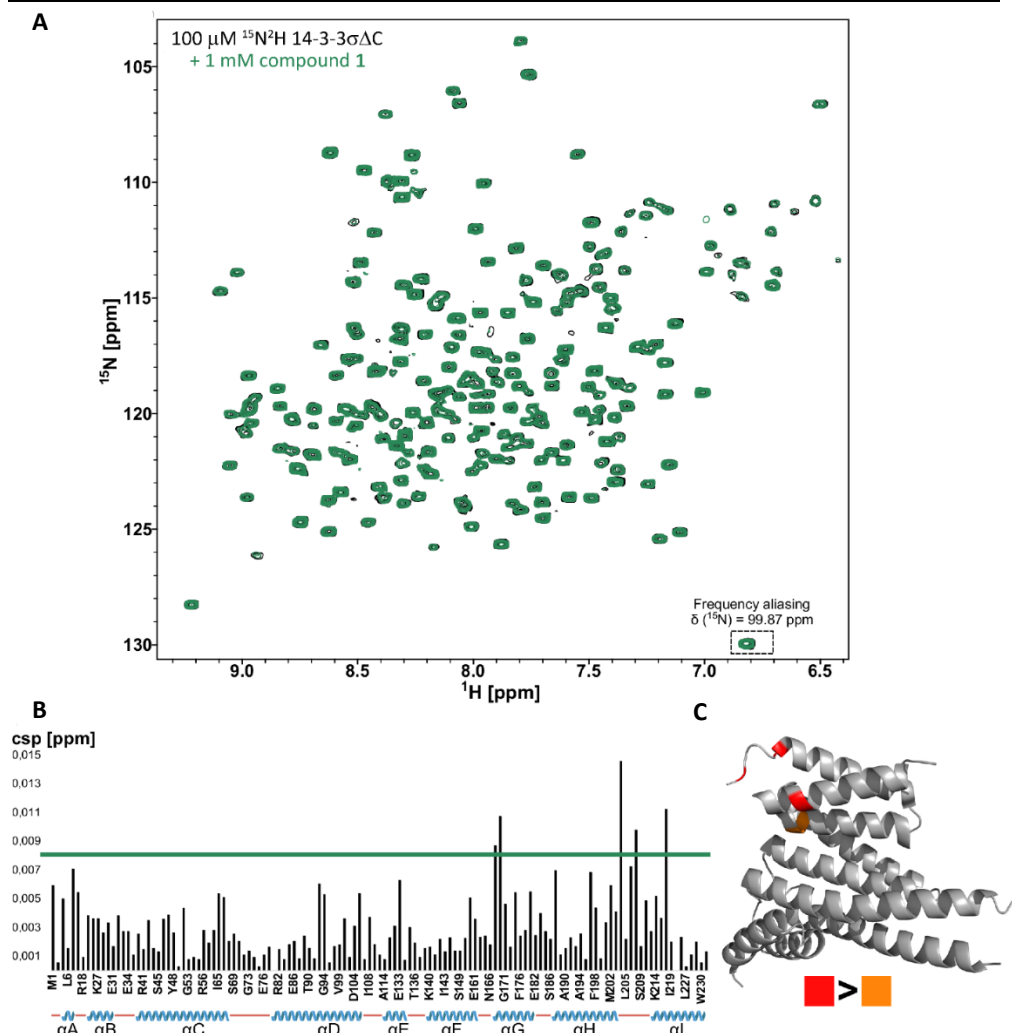 A
100 μM ¹⁵N²H 14-3-3σΔC
+ 1 mM compound 1
105
110
115
120
125
130
¹⁵N [ppm]
Frequency aliasing
δ (¹⁵N) = 99.87 ppm
9.0 8.5 8.0 7.5 7.0 6.5
¹H [ppm]
B
C
csp [ppm]
0,015
0,013
0,011
0,009
0,007
0,005
0,003
0,001
M1 L6 R18 K27 E31 E34 R41 S45 Y48 G53 R56 I65 S69 G73 E76 R82 E86 T90 G94 V99 D104 I108 A114 E133 T136 K140 I143 S149 E161 N166 G171 F176 E182 S186 A190 A194 F198 M202 L205 S209 K214 I219 L227 W230
αA αB αC αD αE αF αG αH αI
>